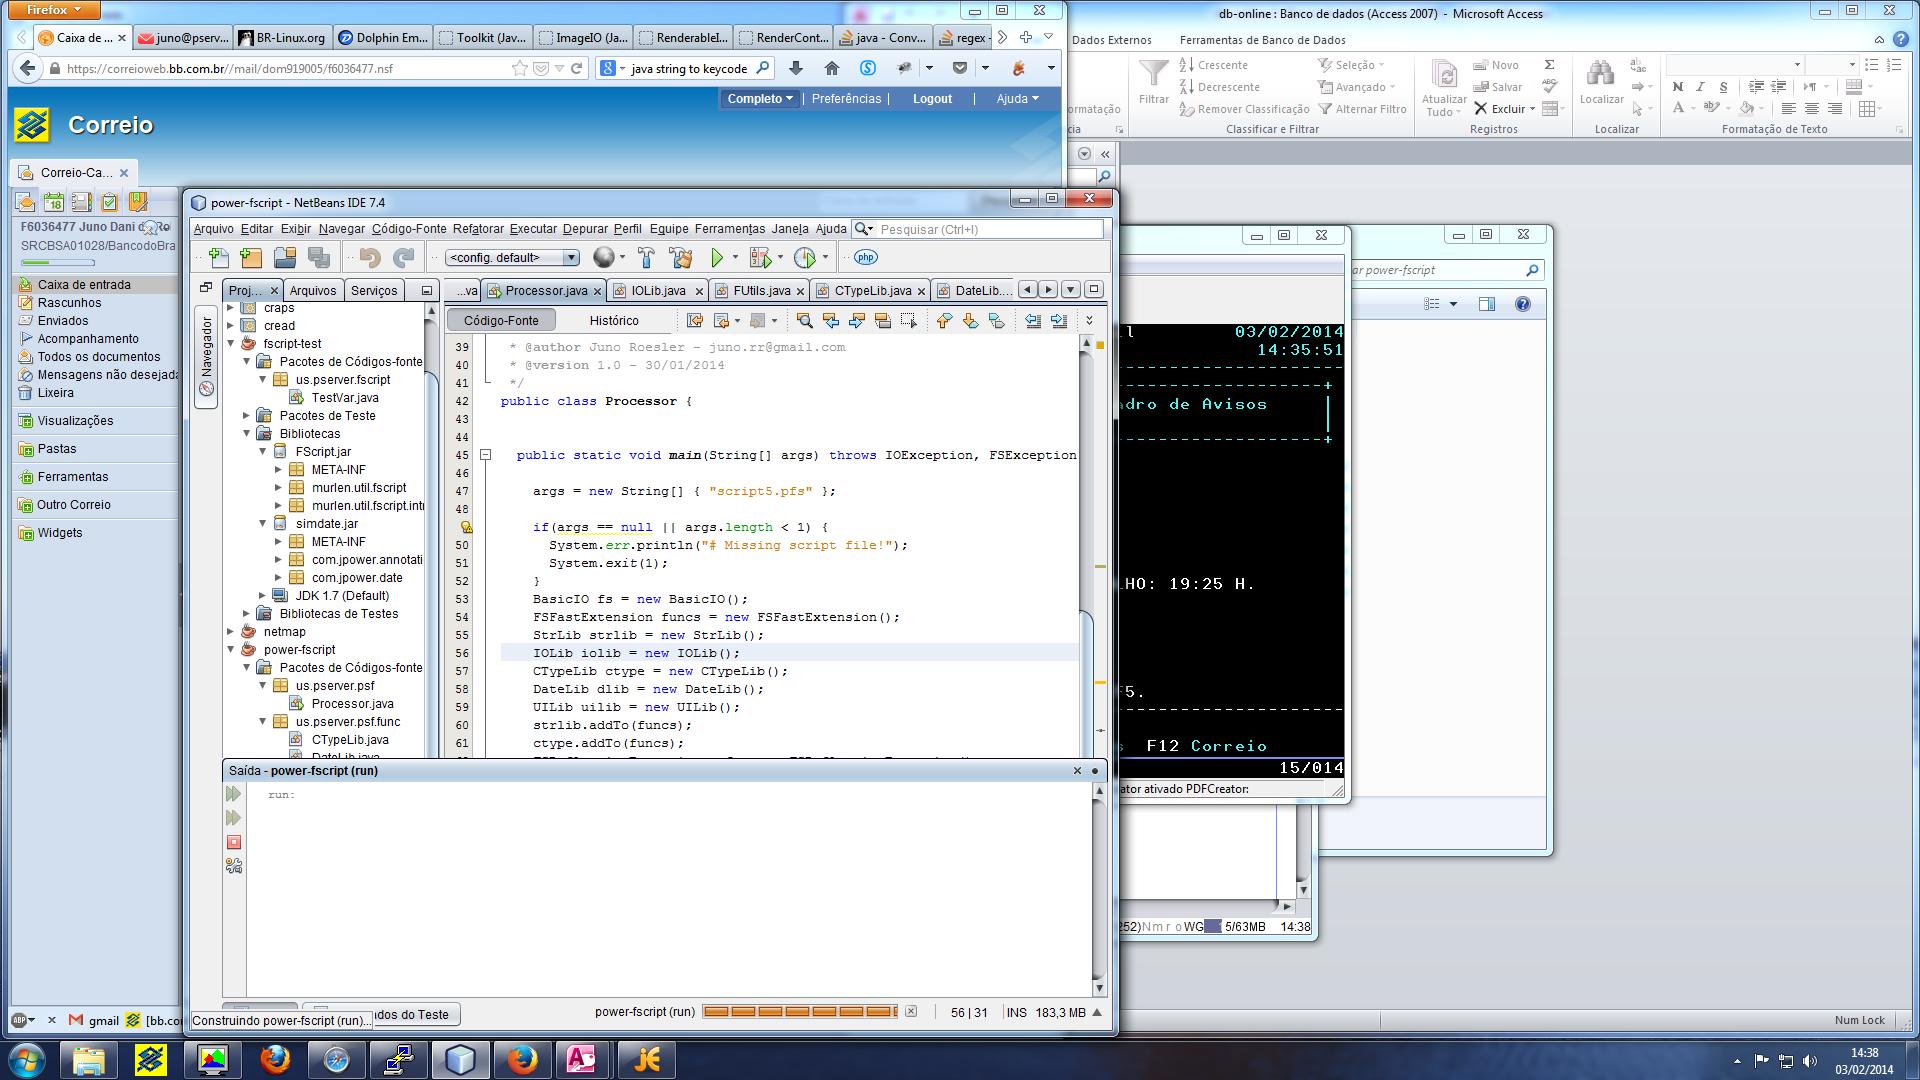 Firefox
db-online : Banco de dados (Access 2007) - Microsoft Access
Caixa de ...
juno@pserv...
BR-Linux.org
Dolphin Em...
Toolkit (Jav...
ImageIO (Ja...
RenderableI...
RenderCont...
java - Conv...
regex -
Dados Externos
Ferramentas de Banco de Dados
https://correioweb.bb.com.br//mail/dom919005/f6036477.nsf
java string to keycode
Crescente
Decrescente
Remover Classificação
Filtrar
Seleção
Avançado
Alternar Filtro
Classificar e Filtrar
Atualizar Tudo
Novo
Salvar
Excluir
Registros
Localizar
Localizar
N I S
Formatação de Texto
Completo
Preferências
Logout
Ajuda
Correio
Correio-Ca...
18
F6036477 Juno Dani d
SRCBSA01028/BancodoBra
Caixa de entrada
Rascunhos
Enviados
Acompanhamento
Todos os documentos
Mensagens não desejada
Lixeira
Visualizações
Pastas
Ferramentas
Outro Correio
Widgets
power-fscript - NetBeans IDE 7.4
Arquivo Editar Exibir Navegar Código-Fonte Refatorar Executar Depurar Perfil Equipe Ferramentas Janela Ajuda
Pesquisar (Ctrl+I)
<config. default>
php
Proj...
Arquivos
Serviços
...va
Processor.java
IOLib.java
FUtils.java
CTypeLib.java
DateLib....
Navegador
Código-Fonte
Histórico
craps
cread
fscript-test
Pacotes de Códigos-fonte
us.pserver.fscript
TestVar.java
Pacotes de Teste
Bibliotecas
FScript.jar
META-INF
murlen.util.fscript
murlen.util.fscript.intr
simdate.jar
META-INF
com.jpower.annotati
com.jpower.date
JDK 1.7 (Default)
Bibliotecas de Testes
netmap
power-fscript
Pacotes de Códigos-fonte
us.pserver.psf
Processor.java
us.pserver.psf.func
CTypeLib.java
DateLib.java
39 * @author Juno Roesler - juno.rr@gmail.com
40 * @version 1.0 - 30/01/2014
41 */
42 public class Processor {
43
44
45 public static void main(String[] args) throws IOException, FSException
46
47 args = new String[] { "script5.pfs" };
48
if(args == null || args.length < 1) {
50 System.err.println("# Missing script file!");
51 System.exit(1);
52 }
53 BasicIO fs = new BasicIO();
54 FSFastExtension funcs = new FSFastExtension();
55 StrLib strlib = new StrLib();
56 IOLib iolib = new IOLib();
57 CTypeLib ctype = new CTypeLib();
58 DateLib dlib = new DateLib();
59 UILib uilib = new UILib();
60 strlib.addTo(funcs);
61 ctype.addTo(funcs);
Saída - power-fscript (run)
run:
dos do Teste
power-fscript (run)
56 | 31
INS
183,3 MB
Construindo power-fscript (run)...
ar power-fscript
03/02/2014
14:35:51
dro de Avisos
LHO: 19:25 H.
F5.
F12 Correio
15/014
ator ativado PDFCreator:
252)N m r o WG 5/63MB 14:38
ABP
gmail
[bb.co
Num Lock
14:38
03/02/2014